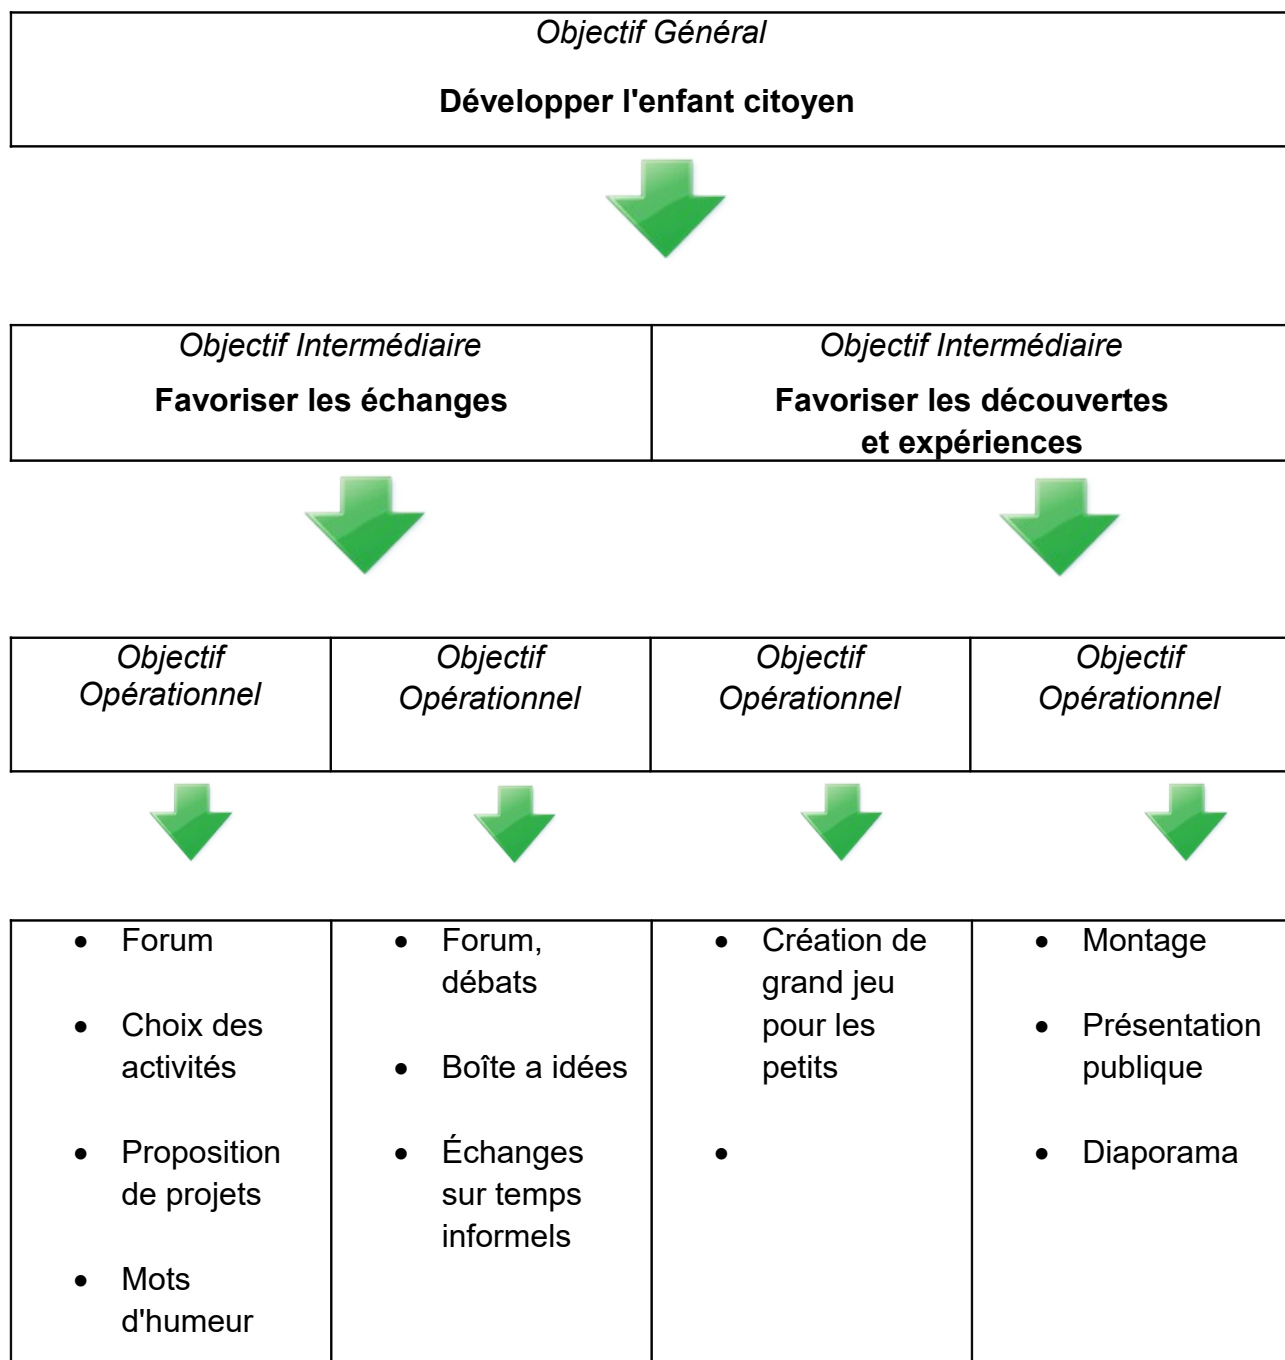 Objectif Général
Développer l'enfant citoyen
Objectif Intermédiaire
Favoriser les échanges
Objectif Intermédiaire
Favoriser les découvertes
et expériences
Objectif
Opérationnel
Objectif
Opérationnel
Objectif
Opérationnel
Objectif
Opérationnel
• Forum
• Choix des
activités
• Proposition
de projets
• Mots
d'humeur
• Forum,
débats
• Boîte a idées
• Échanges
sur temps
informels
• Création de
grand jeu
pour les
petits
•
• Montage
• Présentation
publique
• Diaporama